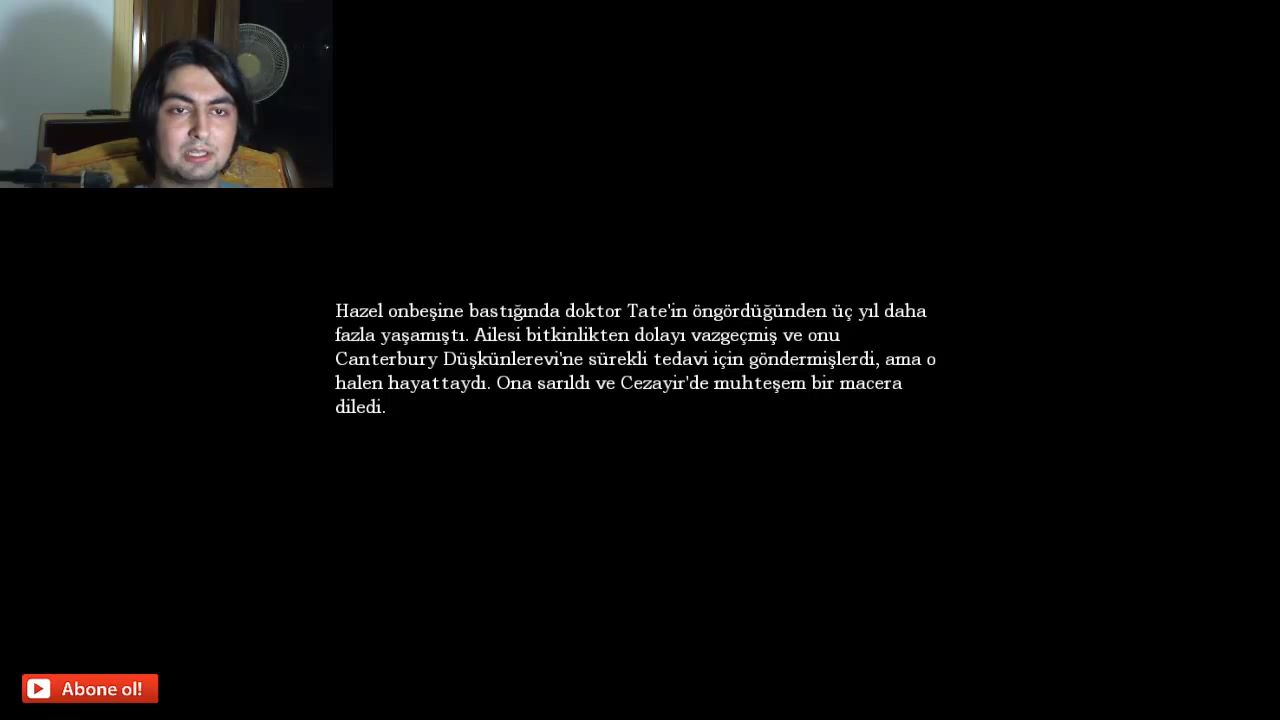 Hazel onbeşine bastığında doktor Tate'in öngördüğünden üç yıl daha
fazla yaşamıştı. Ailesi bitkinlikten dolayı vazgeçmiş ve onu
Canterbury Düşkünlerevi'ne sürekli tedavi için göndermişlerdi, ama o
halen hayattaydı. Ona sarıldı ve Cezayir'de muhteşem bir macera
diledi.
Abone ol!